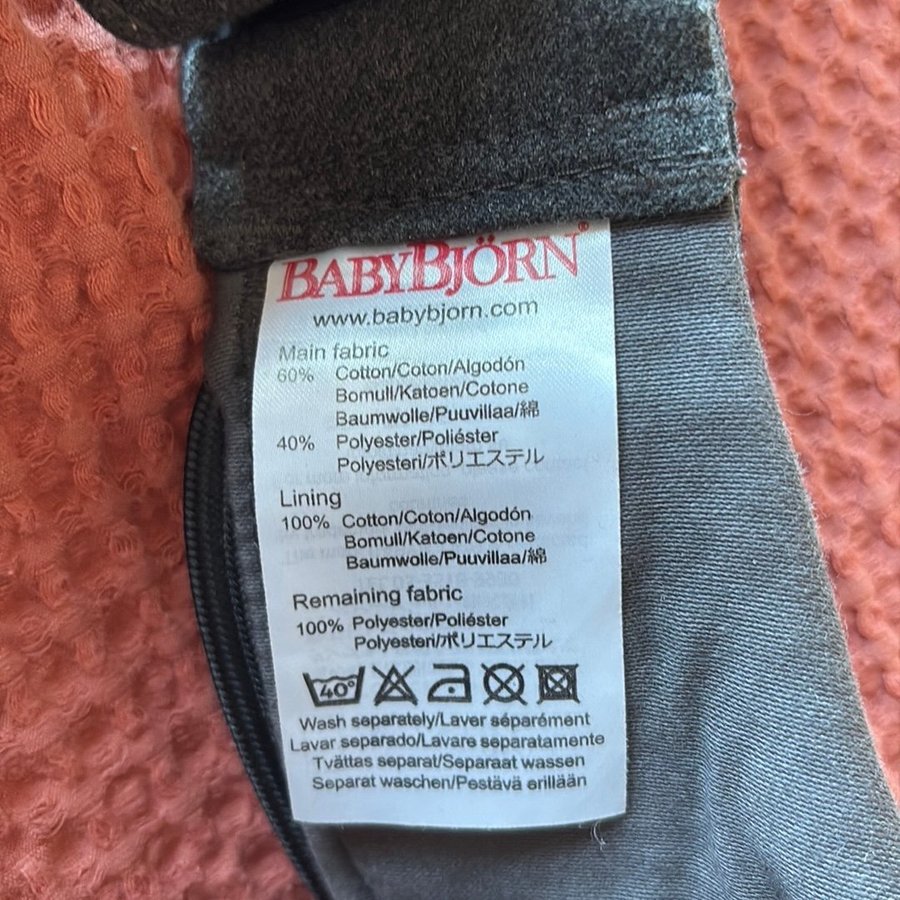 BABYBJÖRN®
www.babybjorn.com
Main fabric
60% Cotton/Coton/Algodón
Bomull/Katoen/Cotone
Baumwolle/Puuvillaa/綿
40% Polyester/Poliéster
Polyesteri/ポリエステル
Lining
100% Cotton/Coton/Algodón
Bomull/Katoen/Cotone
Baumwolle/Puuvillaa/綿
Remaining fabric
100% Polyester/Poliéster
Polyesteri/ポリエステル
40°
Wash separately/Laver séparément
Lavar separado/Lavare separatamente
Tvättas separat/Separaat wassen
Separat waschen/Pestävä erillään